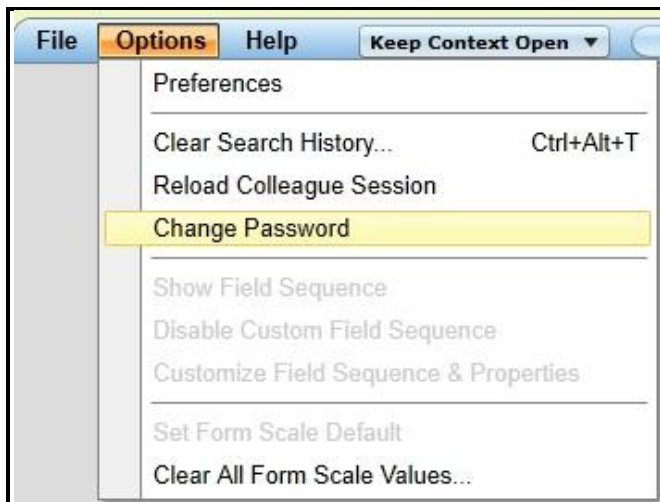 File Options Help Keep Context Open ▼
Preferences
Clear Search History... Ctrl+Alt+T
Reload Colleague Session
Change Password
Show Field Sequence
Disable Custom Field Sequence
Customize Field Sequence & Properties
Set Form Scale Default
Clear All Form Scale Values...